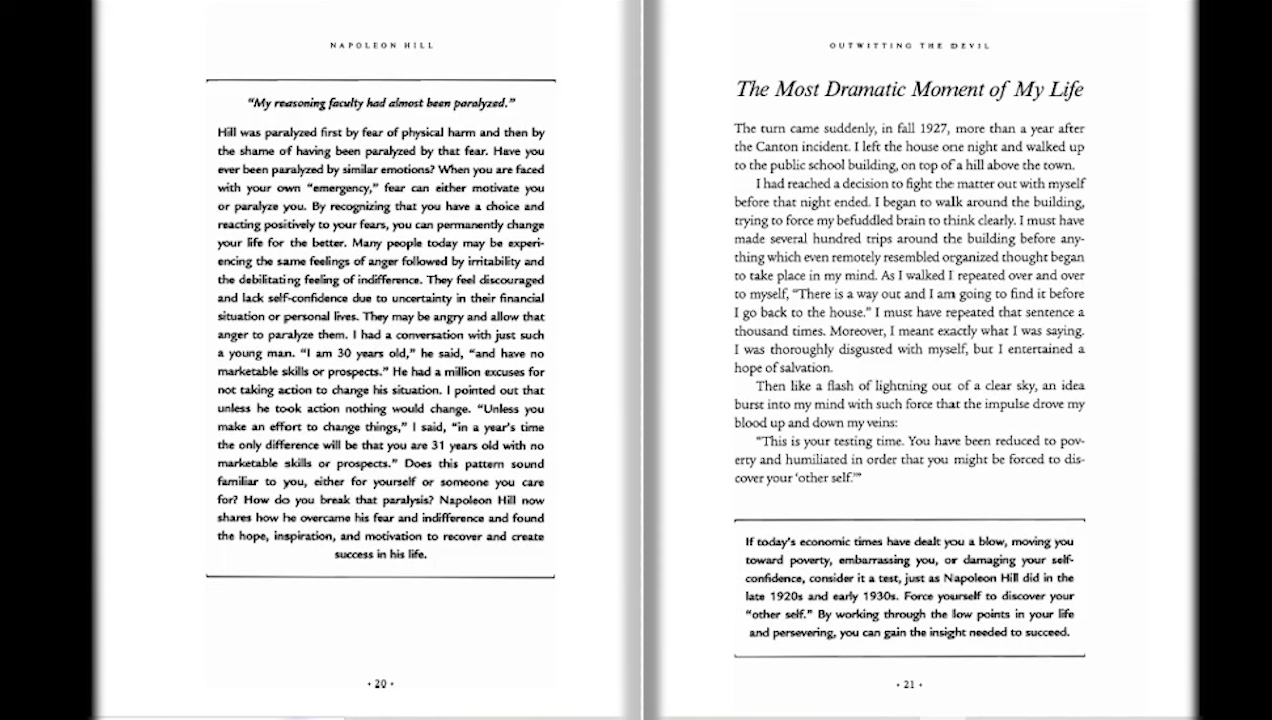 NAPOLEON HILL
"My reasoning faculty had almost been paralyzed."
Hill was paralyzed first by fear of physical harm and then by
the shame of having been paralyzed by that fear. Have you
ever been paralyzed by similar emotions? When you are faced
with your own "emergency," fear can either motivate you
or paralyze you. By recognizing that you have a choice and
reacting positively to your fears, you can permanently change
your life for the better. Many people today may be experi-
encing the same feelings of anger followed by irritability and
the debilitating feeling of indifference. They feel discouraged
and lack self-confidence due to uncertainty in their financial
situation or personal lives. They may be angry and allow that
anger to paralyze them. I had a conversation with just such
a young man. "I am 30 years old," he said, "and have no
marketable skills or prospects." He had a million excuses for
not taking action to change his situation. I pointed out that
unless he took action nothing would change. "Unless you
make an effort to change things," I said, "in a year's time
the only difference will be that you are 31 years old with no
marketable skills or prospects." Does this pattern sound
familiar to you, either for yourself or someone you care
for? How do you break that paralysis? Napoleon Hill now
shares how he overcame his fear and indifference and found
the hope, inspiration, and motivation to recover and create
success in his life.
• 20 •
OUTWITTING THE DEVIL
The Most Dramatic Moment of My Life
The turn came suddenly, in fall 1927, more than a year after
the Canton incident. I left the house one night and walked up
to the public school building, on top of a hill above the town.
I had reached a decision to fight the matter out with myself
before that night ended. I began to walk around the building,
trying to force my befuddled brain to think clearly. I must have
made several hundred trips around the building before any-
thing which even remotely resembled organized thought began
to take place in my mind. As I walked I repeated over and over
to myself, "There is a way out and I am going to find it before
I go back to the house." I must have repeated that sentence a
thousand times. Moreover, I meant exactly what I was saying.
I was thoroughly disgusted with myself, but I entertained a
hope of salvation.
Then like a flash of lightning out of a clear sky, an idea
burst into my mind with such force that the impulse drove my
blood up and down my veins:
"This is your testing time. You have been reduced to pov-
erty and humiliated in order that you might be forced to dis-
cover your 'other self.'"
If today's economic times have dealt you a blow, moving you
toward poverty, embarrassing you, or damaging your self-
confidence, consider it a test, just as Napoleon Hill did in the
late 1920s and early 1930s. Force yourself to discover your
"other self." By working through the low points in your life
and persevering, you can gain the insight needed to succeed.
• 21 •